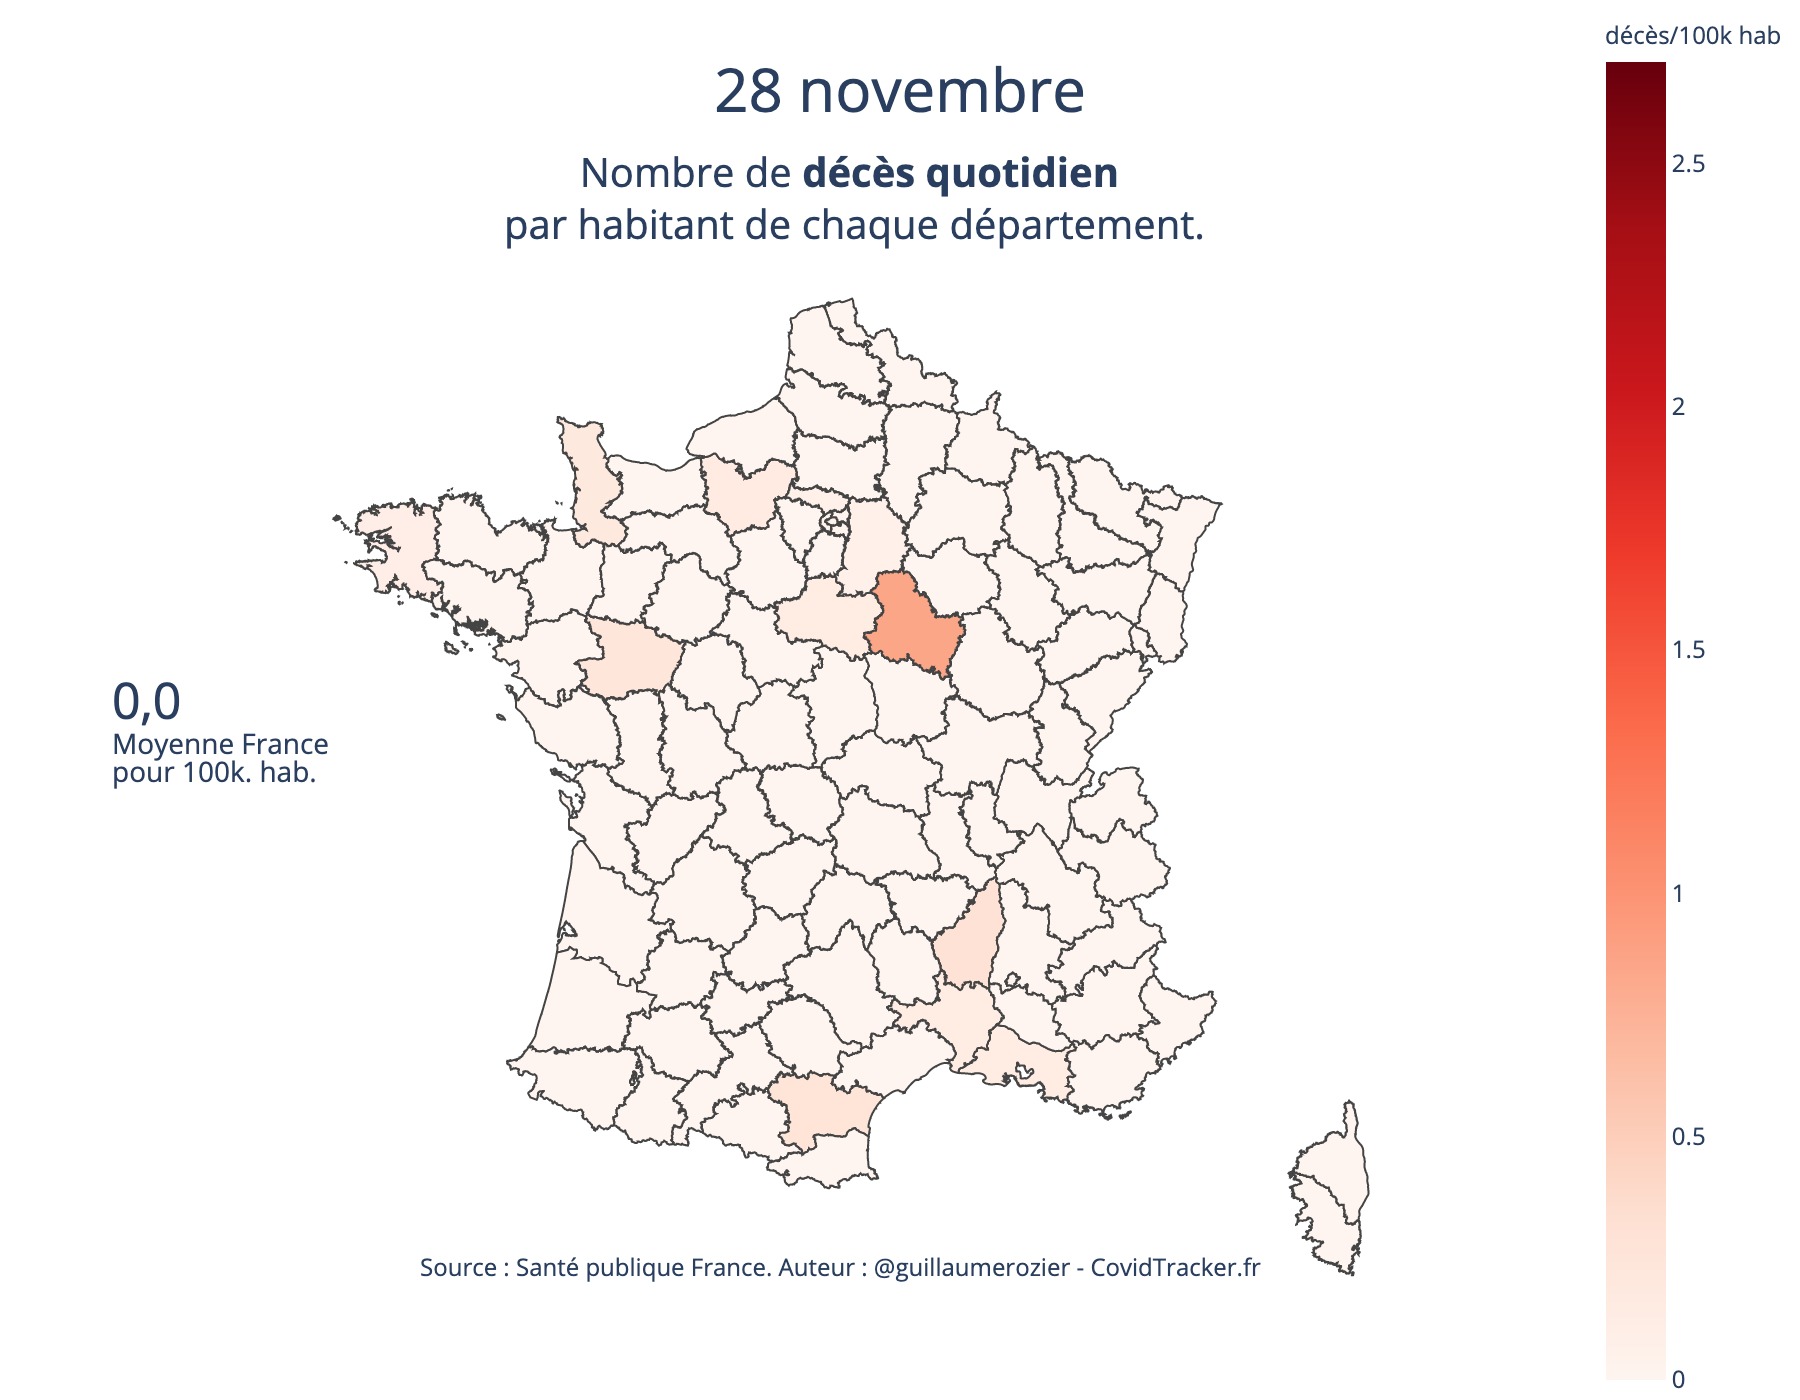 décès/100k hab
28 novembre
Nombre de décès quotidien
par habitant de chaque département.
2.5
2
1.5
1
0.5
0
0,0
Moyenne France
pour 100k. hab.
Source : Santé publique France. Auteur : @guillaumerozier - CovidTracker.fr